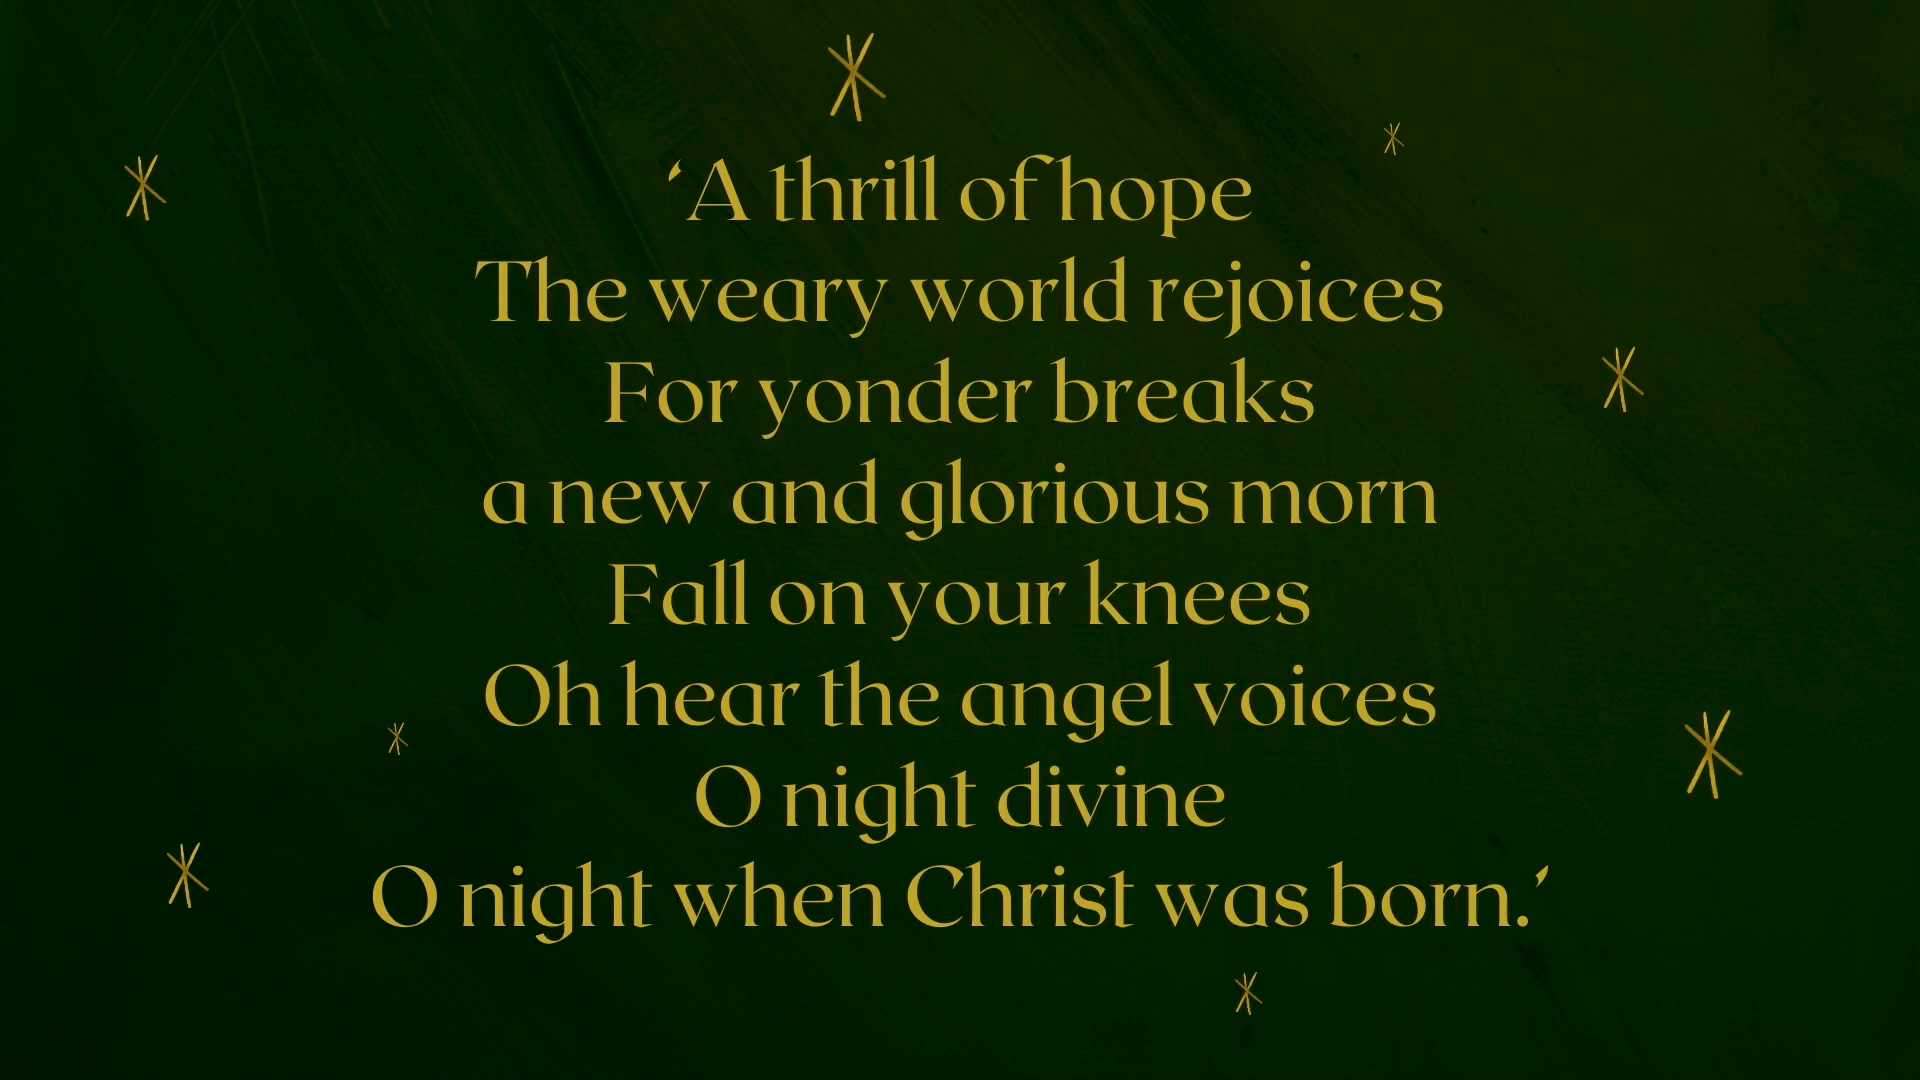 ‘A thrill of hope
The weary world rejoices
For yonder breaks
a new and glorious morn
Fall on your knees
Oh hear the angel voices
O night divine
O night when Christ was born.’